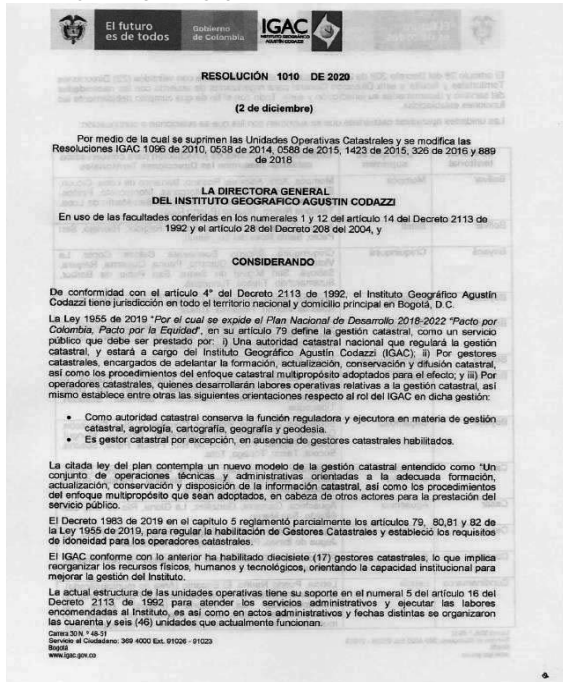 El futuro
es de todos
Gobierno
de Colombia
IGAC
INSTITUTO GEOGRÁFICO
AGUSTÍN CODAZZI
RESOLUCIÓN 1010 DE 2020
(2 de diciembre)
Por medio de la cual se suprimen las Unidades Operativas Catastrales y se modifica las
Resoluciones IGAC 1096 de 2010, 0538 de 2014, 0588 de 2015, 1423 de 2015, 326 de 2016 y 889
de 2018
LA DIRECTORA GENERAL
DEL INSTITUTO GEOGRAFICO AGUSTIN CODAZZI
En uso de las facultades conferidas en los numerales 1 y 12 del artículo 14 del Decreto 2113 de
1992 y el artículo 28 del Decreto 208 del 2004, y
CONSIDERANDO
De conformidad con el artículo 4° del Decreto 2113 de 1992, el Instituto Geográfico Agustín
Codazzi tiene jurisdicción en todo el territorio nacional y domicilio principal en Bogotá, D.C.
La Ley 1955 de 2019 "Por el cual se expide el Plan Nacional de Desarrollo 2018-2022 "Pacto por
Colombia, Pacto por la Equidad", en su artículo 79 define la gestión catastral, como un servicio
público que debe ser prestado por: i) Una autoridad catastral nacional que regulará la gestión
catastral, y estará a cargo del Instituto Geográfico Agustín Codazzi (IGAC); ii) Por gestores
catastrales, encargados de adelantar la formación, actualización, conservación y difusión catastral,
así como los procedimientos del enfoque catastral multipropósito adoptados para el efecto; y iii) Por
operadores catastrales, quienes desarrollarán labores operativas relativas a la gestión catastral, así
mismo establece entre otras las siguientes orientaciones respecto al rol del IGAC en dicha gestión:
• Como autoridad catastral conserva la función reguladora y ejecutora en materia de gestión
catastral, agrología, cartografía, geografía y geodesia.
• Es gestor catastral por excepción, en ausencia de gestores catastrales habilitados.
La citada ley del plan contempla un nuevo modelo de la gestión catastral entendido como "Un
conjunto de operaciones técnicas y administrativas orientadas a la adecuada formación,
actualización, conservación y disposición de la información catastral, así como los procedimientos
del enfoque multipropósito que sean adoptados, en cabeza de otros actores para la prestación del
servicio público.
El Decreto 1983 de 2019 en el capítulo 5 reglamentó parcialmente los artículos 79, 80,81 y 82 de
la Ley 1955 de 2019, para regular la habilitación de Gestores Catastrales y estableció los requisitos
de idoneidad para los operadores catastrales.
El IGAC conforme con lo anterior ha habilitado diecisiete (17) gestores catastrales, lo que implica
reorganizar los recursos físicos, humanos y tecnológicos, orientando la capacidad institucional para
mejorar la gestión del Instituto.
La actual estructura de las unidades operativas tiene su soporte en el numeral 5 del artículo 16 del
Decreto 2113 de 1992 para atender los servicios administrativos y ejecutar las labores
encomendadas al Instituto, es así como en actos administrativos y fechas distintas se organizaron
las cuarenta y seis (46) unidades que actualmente funcionan.
Carrera 30 N.° 48-51
Servicio al Ciudadano: 369 4000 Ext. 91026 - 91023
Bogotá
www.igac.gov.co